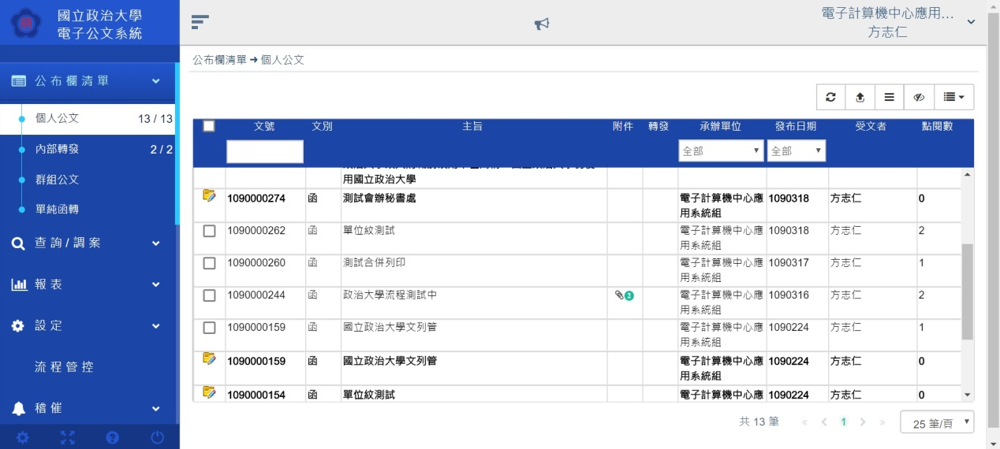 國立政治大學
電子公文系統
電子計算機中心應用...
方志仁
公布欄清單
個人公文 13 / 13
內部轉發 2 / 2
群組公文
單純函轉
查詢/調案
報表
設定
流程管控
稽催
公布欄清單 ➔ 個人公文
文號 文別 主旨 附件 轉發 承辦單位 發布日期 受文者 點閱數
全部 全部
用國立政治大學
1090000274 函 測試會辦秘書處 電子計算機中心應 1090318 方志仁 0
用系統組
1090000262 函 單位紋測試 電子計算機中心應 1090318 方志仁 2
用系統組
1090000260 函 測試合併列印 電子計算機中心應 1090317 方志仁 1
用系統組
1090000244 函 政治大學流程測試中 2 電子計算機中心應 1090316 方志仁 2
用系統組
1090000159 函 國立政治大學文列管 電子計算機中心應 1090224 方志仁 1
用系統組
1090000159 函 國立政治大學文列管 電子計算機中心應 1090224 方志仁 0
用系統組
1090000154 函 單位紋測試 電子計算機中心應 1090224 方志仁 0
共 13 筆 « < 1 > » 25 筆/頁